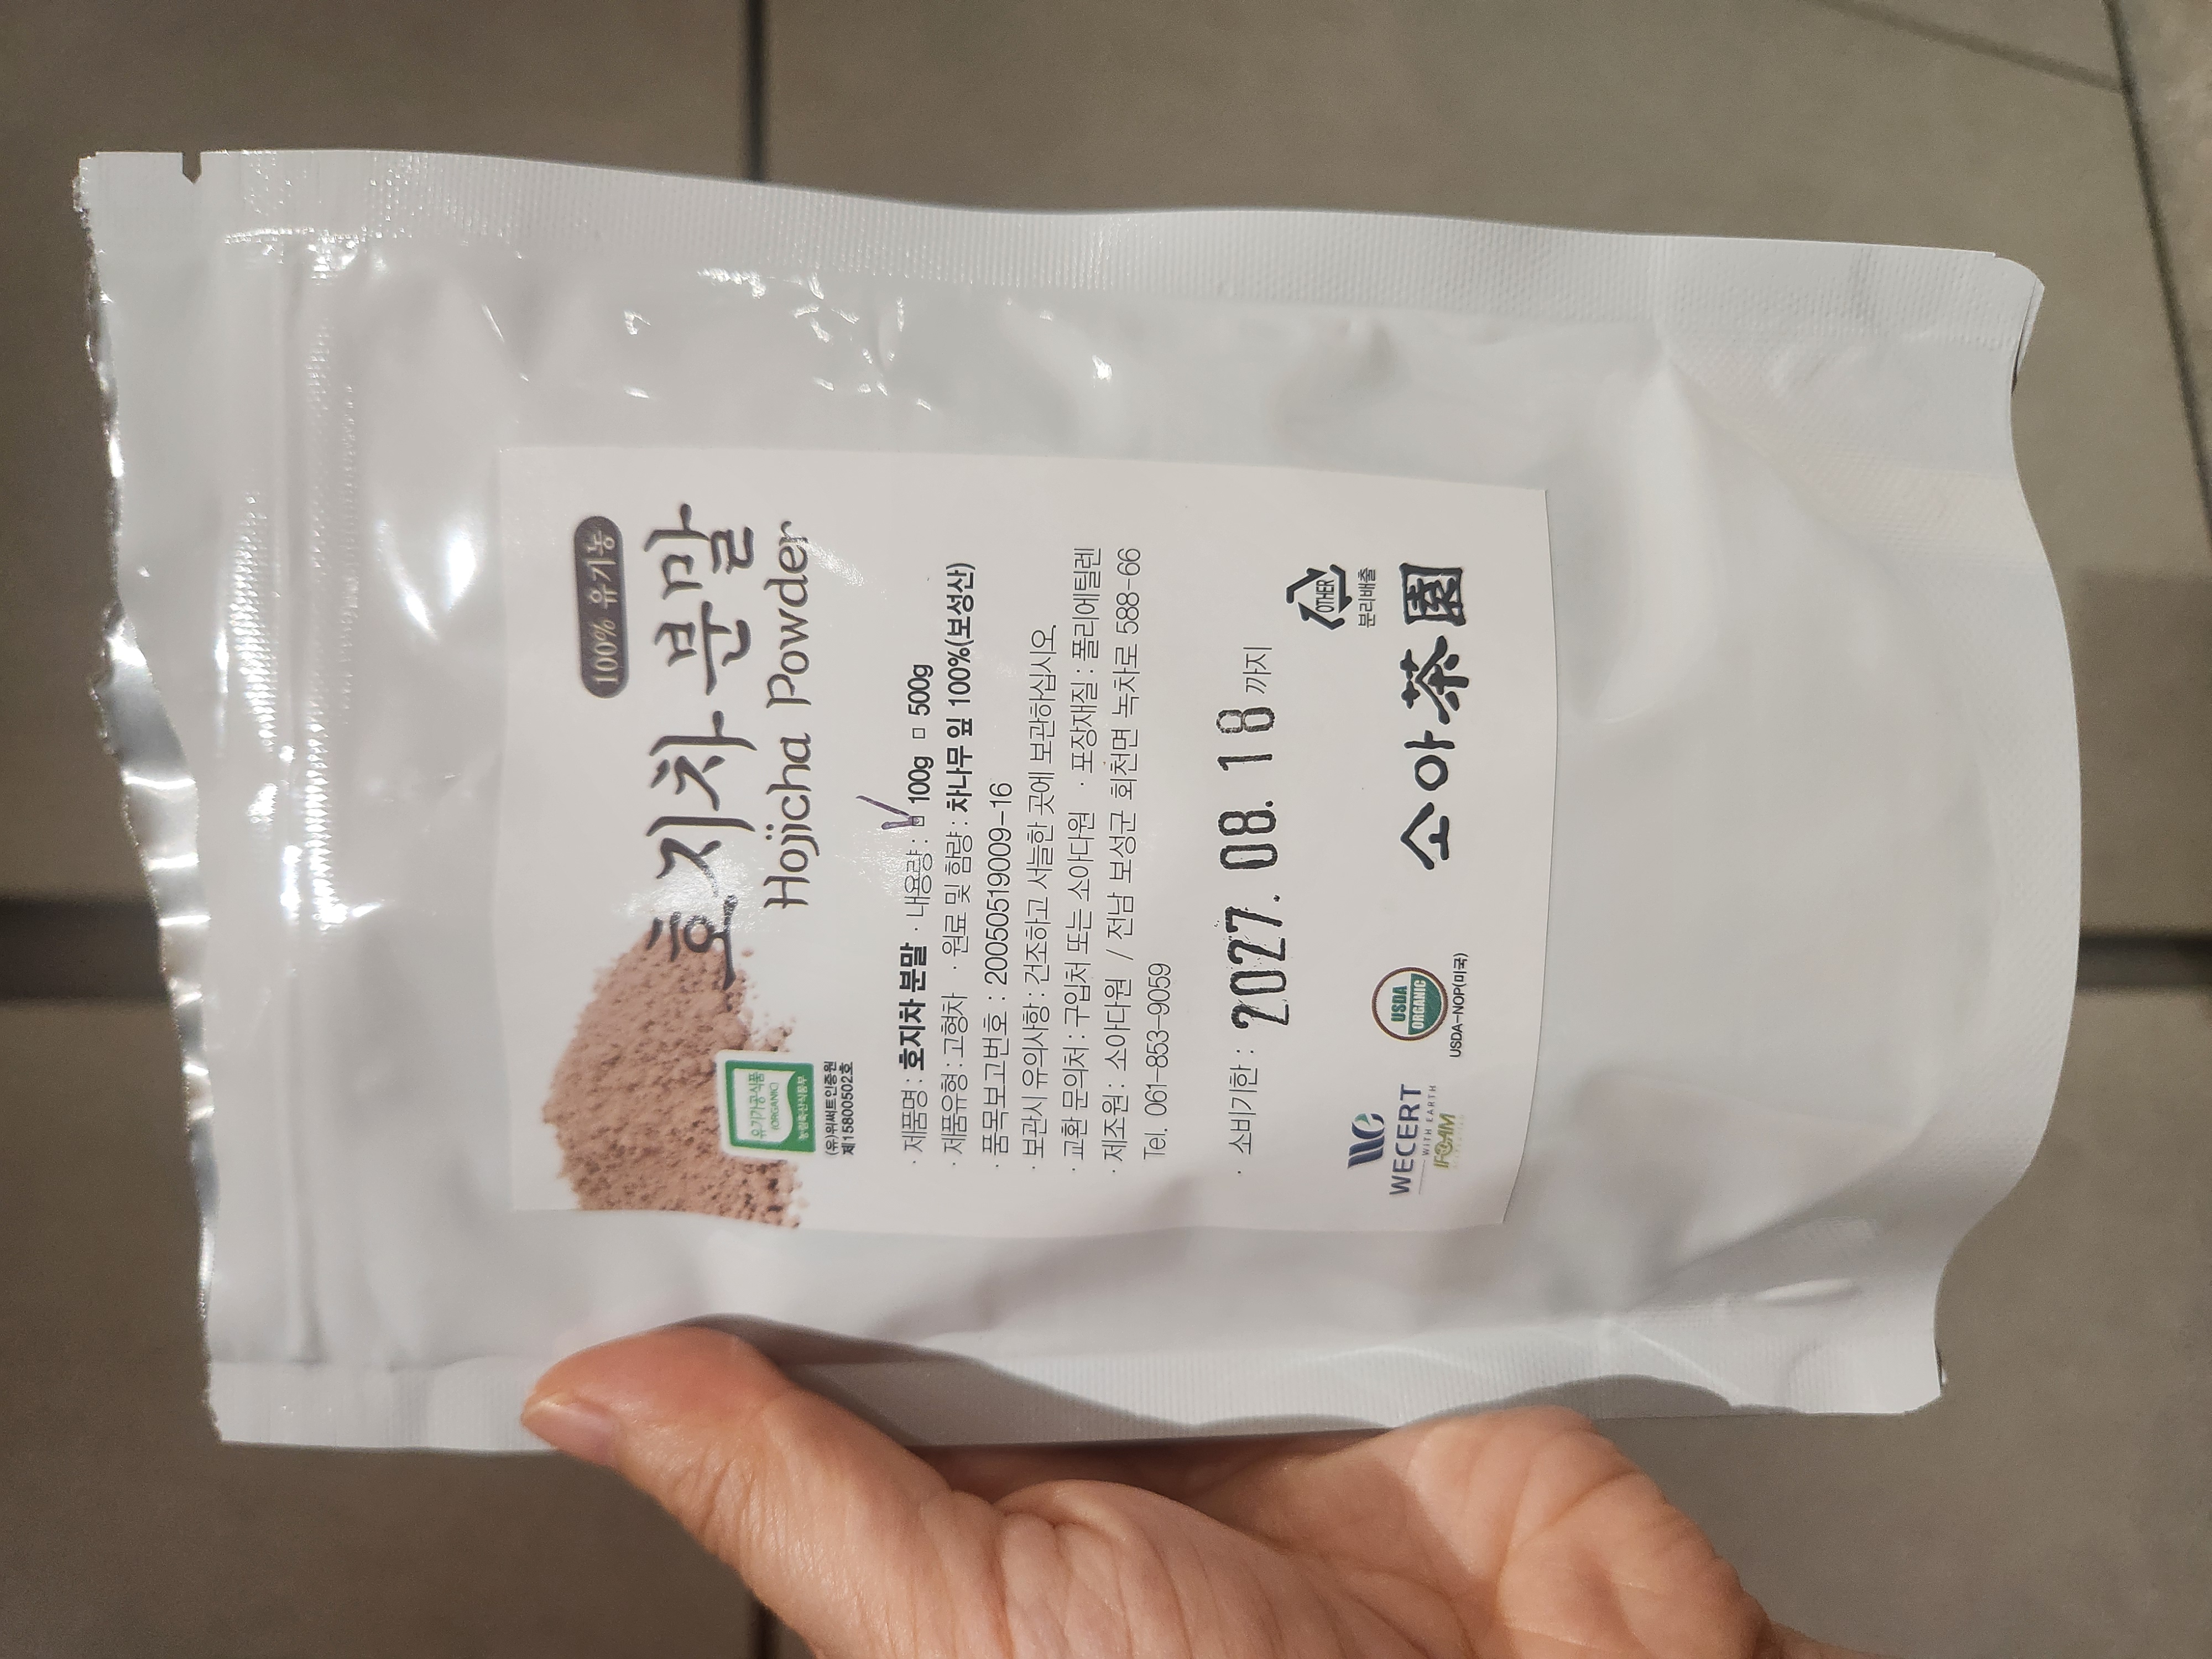 100% 유기농
호지차 분말
Hojicha Powder
유기가공식품
(ORGANIC)
농림축산식품부
(유)위써트인증원
제15800502호
· 제품명 : 호지차 분말 · 내용량 : ☑ 100g □ 500g
· 제품유형 : 고형차 · 원료 및 함량 : 차나무 잎 100%(보성산)
· 품목보고번호 : 20050519009-16
· 보관시 유의사항 : 건조하고 서늘한 곳에 보관하십시오.
· 교환 문의처 : 구입처 또는 소아다원 · 포장재질 : 폴리에틸렌
· 제조원 : 소아다원 / 전남 보성군 회천면 녹차로 588-66
Tel. 061-853-9059
· 소비기한 : 2027. 08. 18 까지
OTHER
분리배출
WECERT
WITH EARTH
IFOAM
USDA
ORGANIC
USDA-NOP(미국)
소아茶園